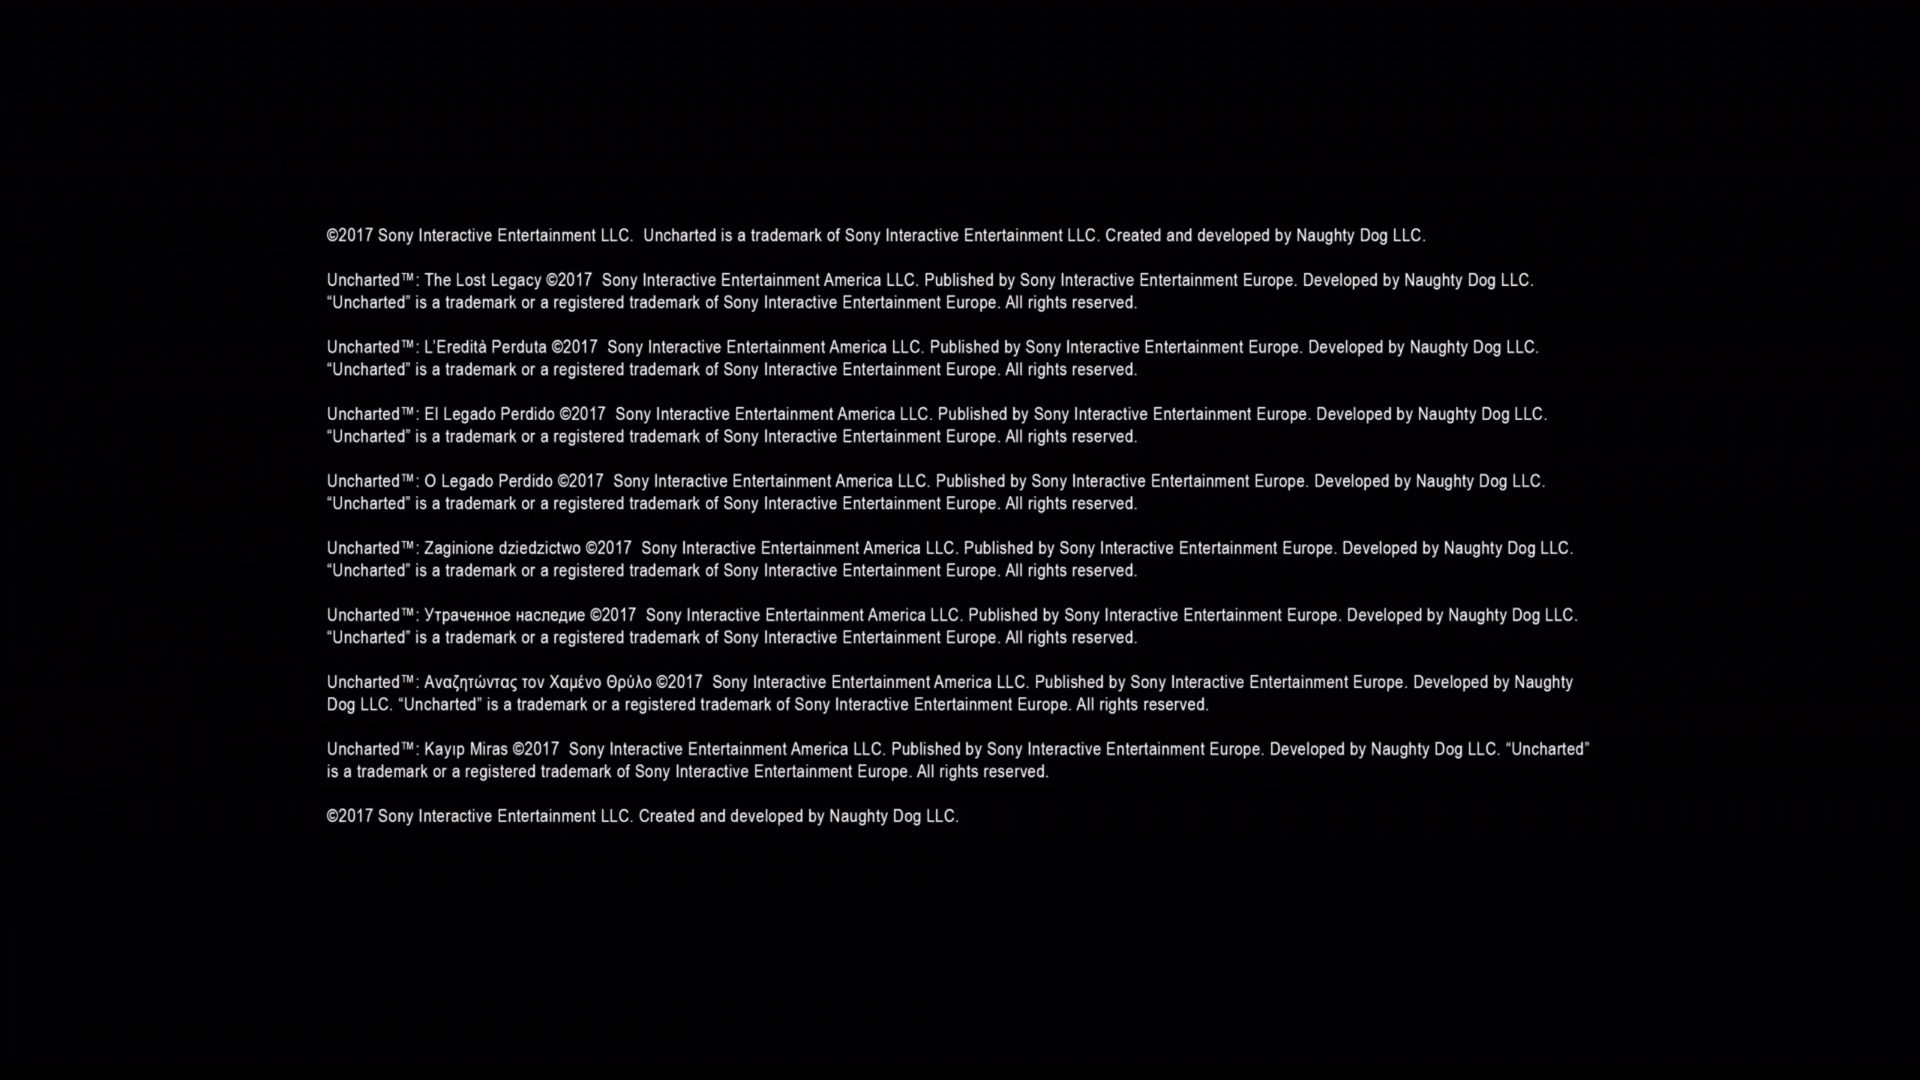 ©2017 Sony Interactive Entertainment LLC.  Uncharted is a trademark of Sony Interactive Entertainment LLC. Created and developed by Naughty Dog LLC.
Uncharted™: The Lost Legacy ©2017  Sony Interactive Entertainment America LLC. Published by Sony Interactive Entertainment Europe. Developed by Naughty Dog LLC.
“Uncharted” is a trademark or a registered trademark of Sony Interactive Entertainment Europe. All rights reserved.
Uncharted™: L’Eredità Perduta ©2017  Sony Interactive Entertainment America LLC. Published by Sony Interactive Entertainment Europe. Developed by Naughty Dog LLC.
“Uncharted” is a trademark or a registered trademark of Sony Interactive Entertainment Europe. All rights reserved.
Uncharted™: El Legado Perdido ©2017  Sony Interactive Entertainment America LLC. Published by Sony Interactive Entertainment Europe. Developed by Naughty Dog LLC.
“Uncharted” is a trademark or a registered trademark of Sony Interactive Entertainment Europe. All rights reserved.
Uncharted™: O Legado Perdido ©2017  Sony Interactive Entertainment America LLC. Published by Sony Interactive Entertainment Europe. Developed by Naughty Dog LLC.
“Uncharted” is a trademark or a registered trademark of Sony Interactive Entertainment Europe. All rights reserved.
Uncharted™: Zaginione dziedzictwo ©2017  Sony Interactive Entertainment America LLC. Published by Sony Interactive Entertainment Europe. Developed by Naughty Dog LLC.
“Uncharted” is a trademark or a registered trademark of Sony Interactive Entertainment Europe. All rights reserved.
Uncharted™: Утраченное наследие ©2017  Sony Interactive Entertainment America LLC. Published by Sony Interactive Entertainment Europe. Developed by Naughty Dog LLC.
“Uncharted” is a trademark or a registered trademark of Sony Interactive Entertainment Europe. All rights reserved.
Uncharted™: Αναζητώντας τον Χαμένο Θρύλο ©2017  Sony Interactive Entertainment America LLC. Published by Sony Interactive Entertainment Europe. Developed by Naughty
Dog LLC. “Uncharted” is a trademark or a registered trademark of Sony Interactive Entertainment Europe. All rights reserved.
Uncharted™: Kayıp Miras ©2017  Sony Interactive Entertainment America LLC. Published by Sony Interactive Entertainment Europe. Developed by Naughty Dog LLC. “Uncharted”
is a trademark or a registered trademark of Sony Interactive Entertainment Europe. All rights reserved.
©2017 Sony Interactive Entertainment LLC. Created and developed by Naughty Dog LLC.